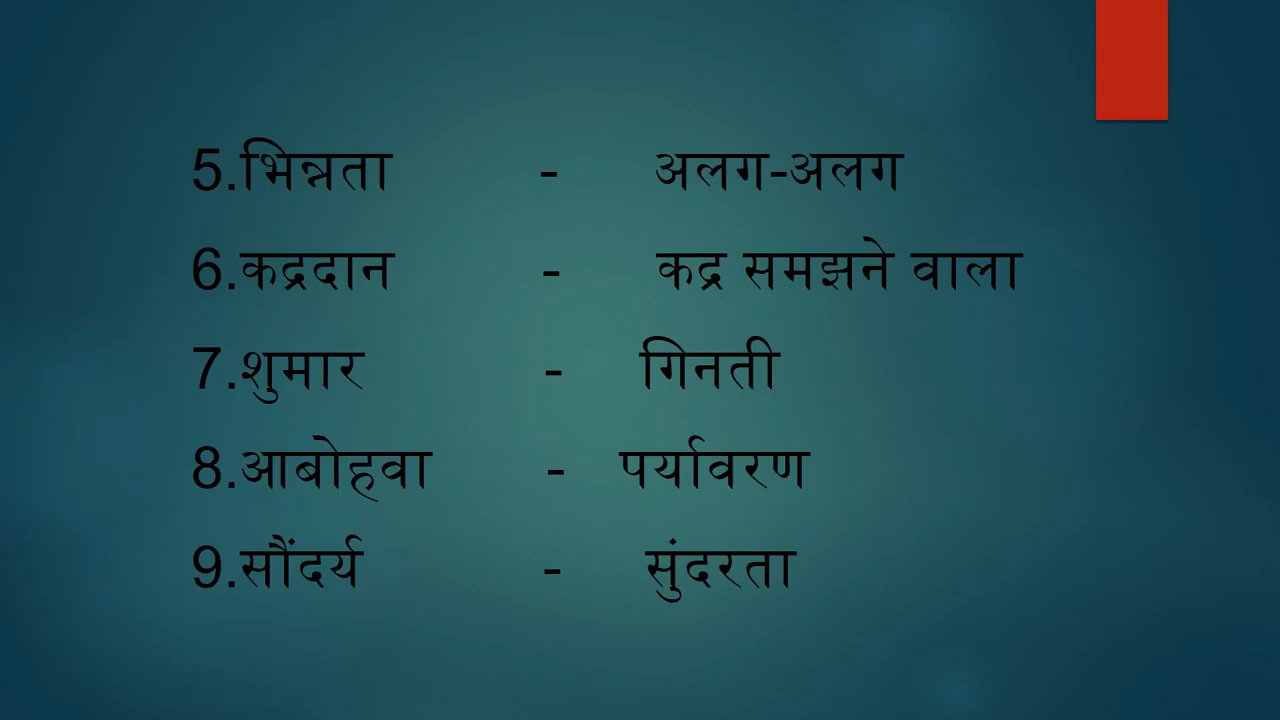 5.भिन्नता - अलग-अलग
6.कद्रदान - कद्र समझने वाला
7.शुमार - गिनती
8.आबोहवा - पर्यावरण
9.सौंदर्य - सुंदरता